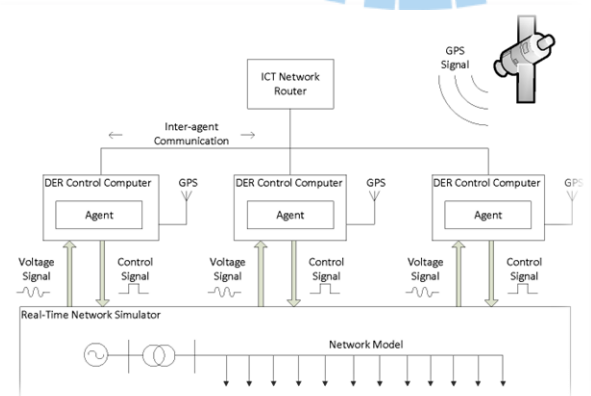 GPS
Signal
ICT Network
Router
Inter-agent
Communication
DER Control Computer
GPS
Agent
DER Control Computer
GPS
Agent
DER Control Computer
GPS
Agent
Voltage
Signal
Control
Signal
Voltage
Signal
Control
Signal
Voltage
Signal
Control
Signal
Real-Time Network Simulator
Network Model